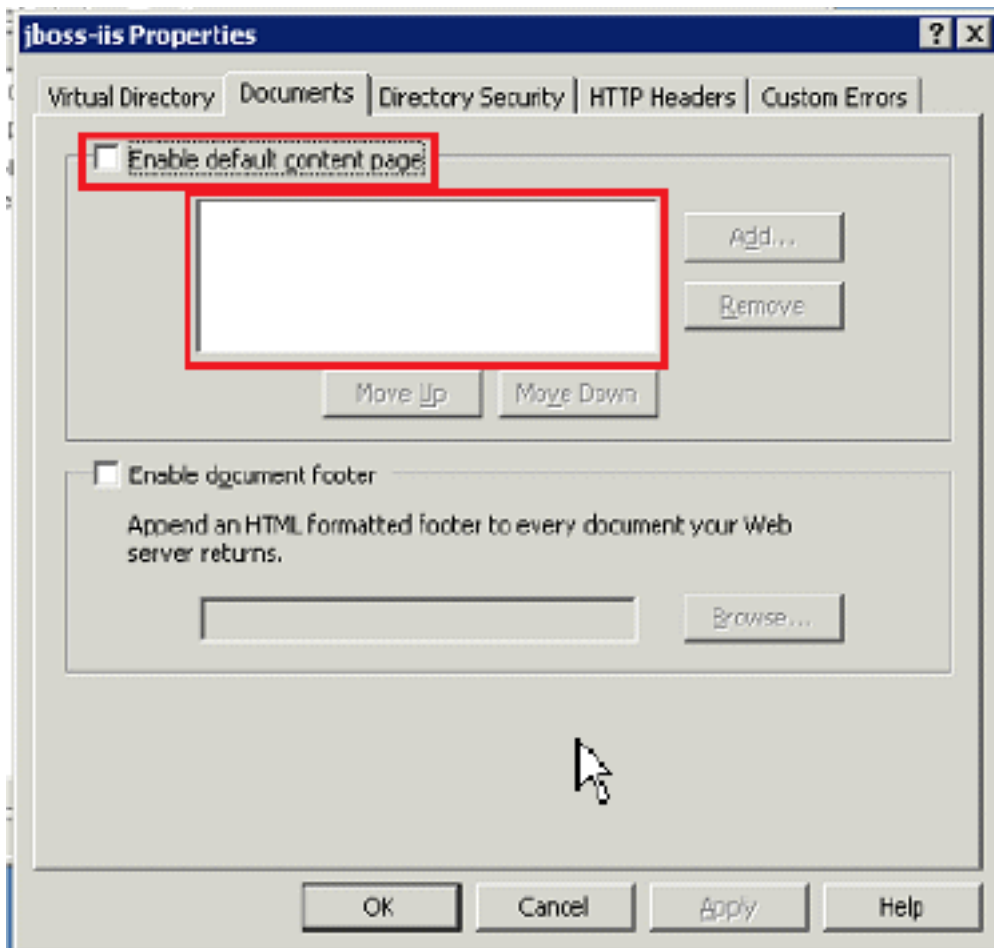 jboss-iis Properties
Virtual Directory Documents Directory Security HTTP Headers Custom Errors
Enable default content page
Add...
Remove
Move Up Move Down
Enable document footer
Append an HTML formatted footer to every document your Web
server returns.
Browse...
OK Cancel Apply Help